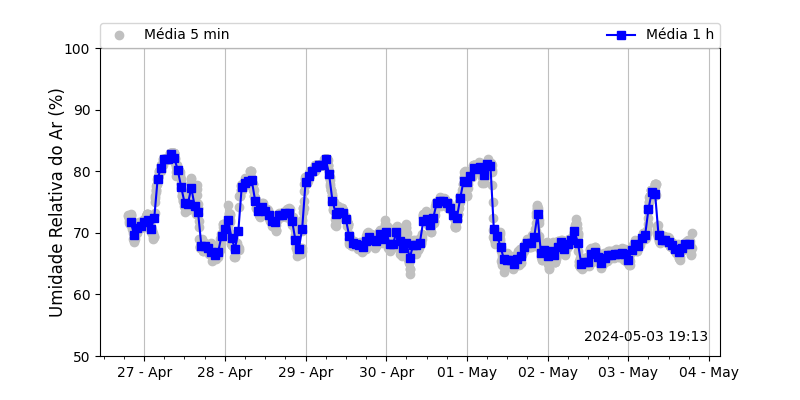 Média 5 min
Média 1 h
Umidade Relativa do Ar (%)
100
90
80
70
60
50
2024-05-03 19:13
27 - Apr
28 - Apr
29 - Apr
30 - Apr
01 - May
02 - May
03 - May
04 - May